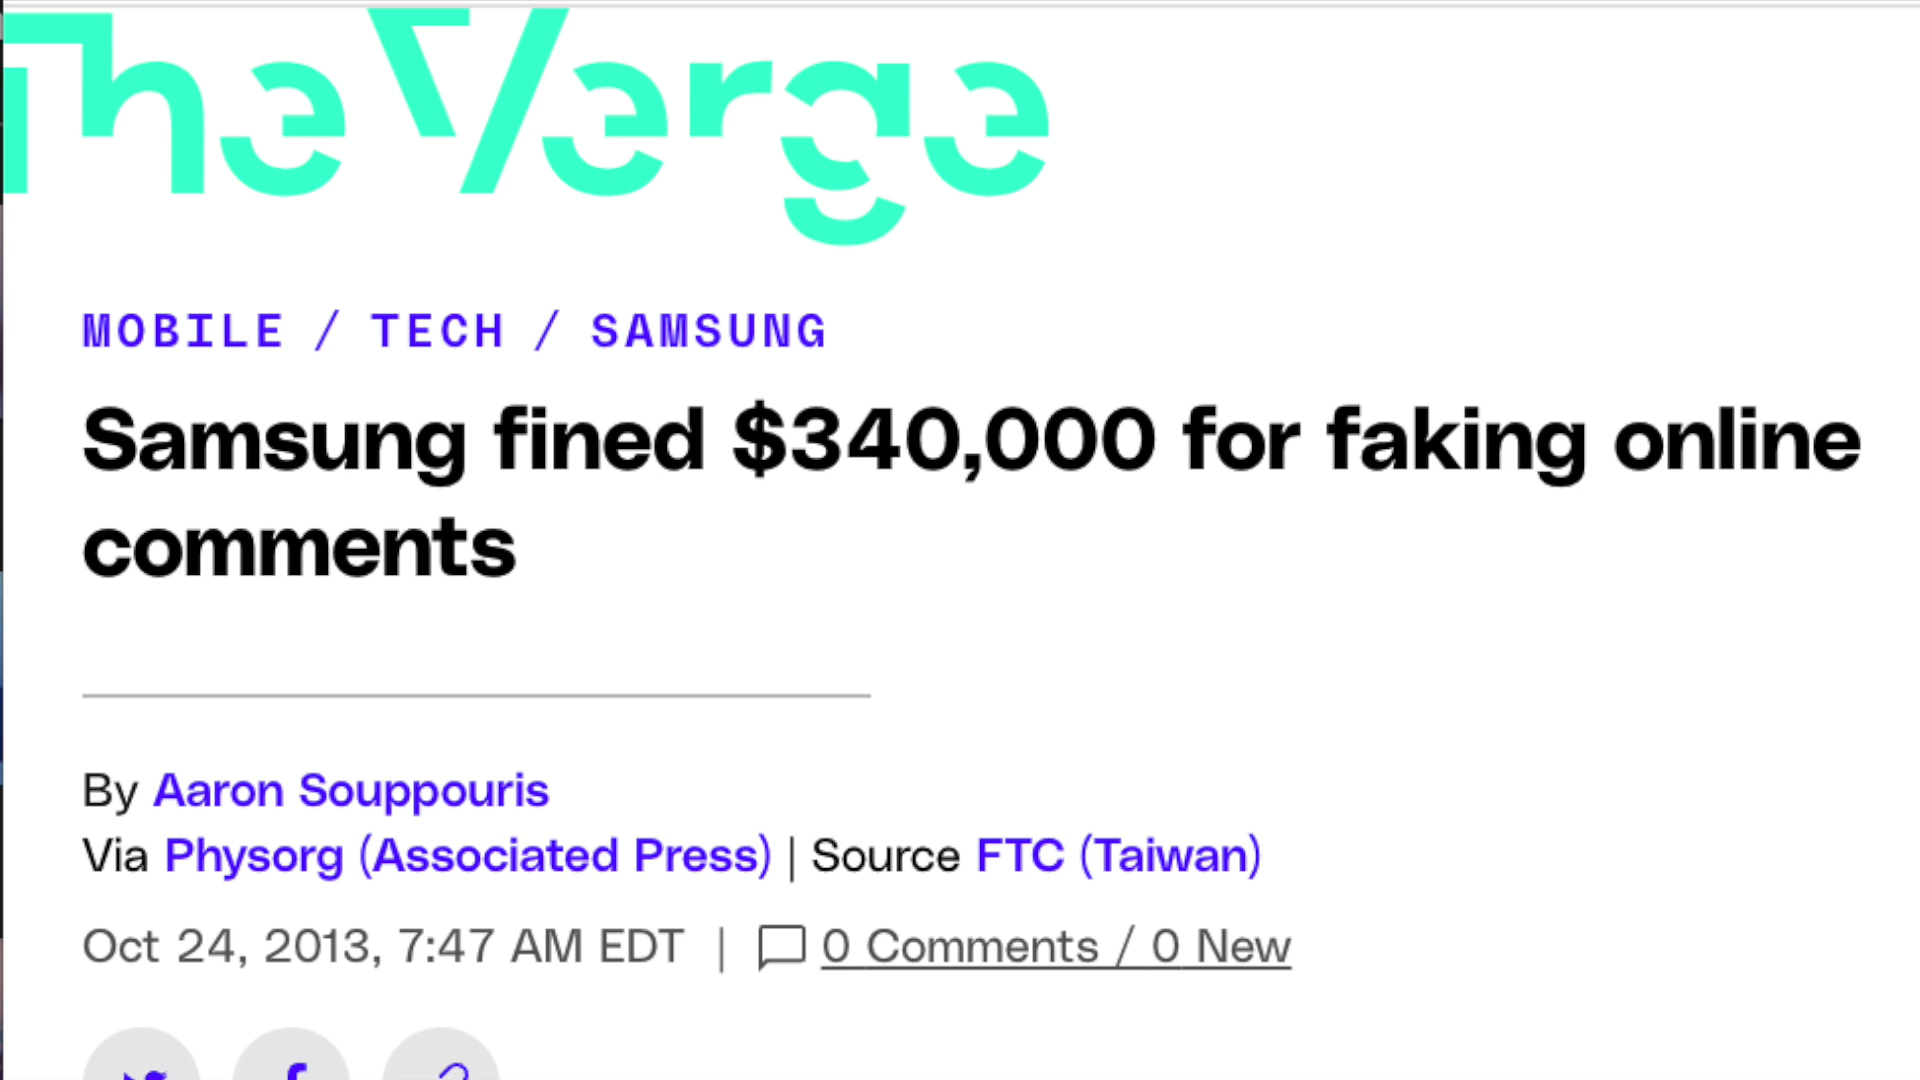 The Verge
MOBILE / TECH / SAMSUNG
Samsung fined $340,000 for faking online
comments
By Aaron Souppouris
Via Physorg (Associated Press) | Source FTC (Taiwan)
Oct 24, 2013, 7:47 AM EDT | 0 Comments / 0 New